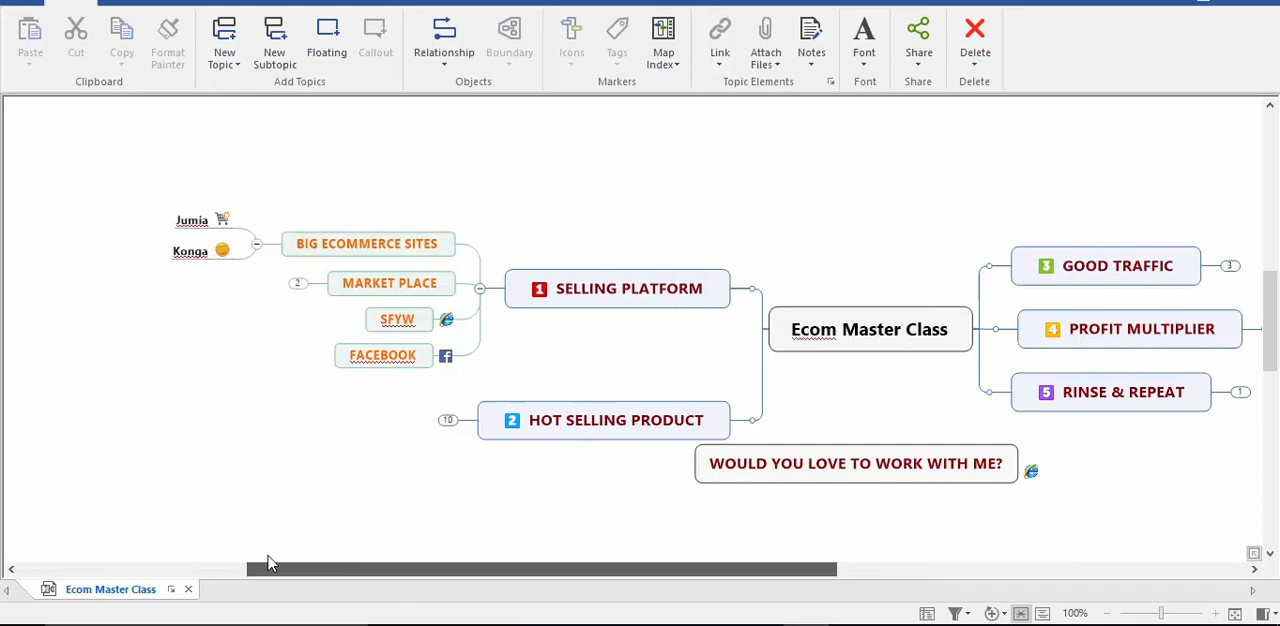 Paste
Cut
Copy
Format
Painter
New
Topic
New
Subtopic
Floating
Callout
Relationship
Boundary
Icons
Tags
Map
Index
Link
Attach
Files
Notes
Font
Share
Delete
Clipboard
Add Topics
Objects
Markers
Topic Elements
Font
Share
Delete
Jumia
Konga
BIG ECOMMERCE SITES
2
MARKET PLACE
SFYW
FACEBOOK
1 SELLING PLATFORM
10
2 HOT SELLING PRODUCT
Ecom Master Class
3 GOOD TRAFFIC
3
4 PROFIT MULTIPLIER
5 RINSE & REPEAT
1
WOULD YOU LOVE TO WORK WITH ME?
Ecom Master Class
100%